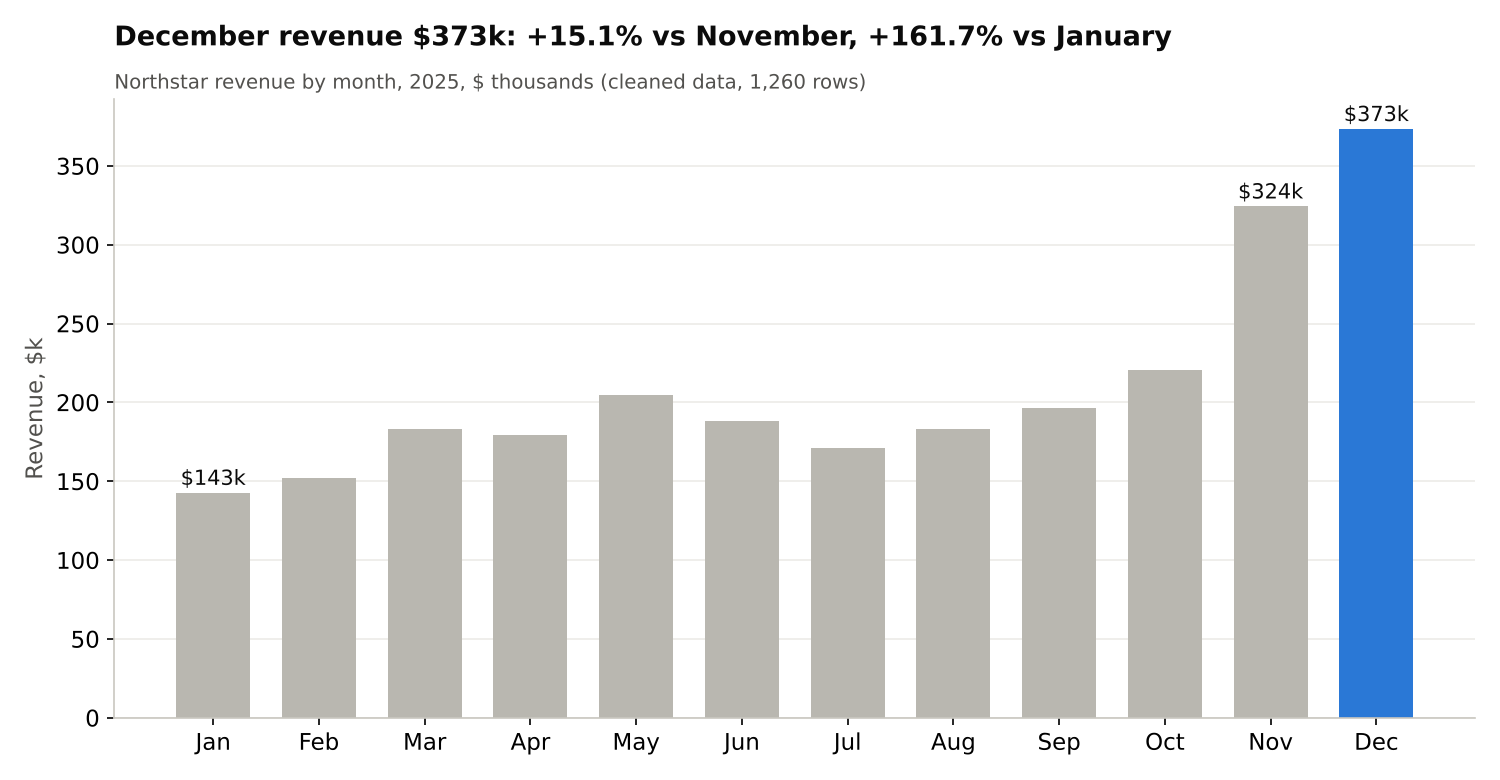 December revenue $373k: +15.1% vs November, +161.7% vs January
Northstar revenue by month, 2025, $ thousands (cleaned data, 1,260 rows)
Revenue, $k
350
300
250
200
150
100
50
0
$143k
$324k
$373k
Jan Feb Mar Apr May Jun Jul Aug Sep Oct Nov Dec